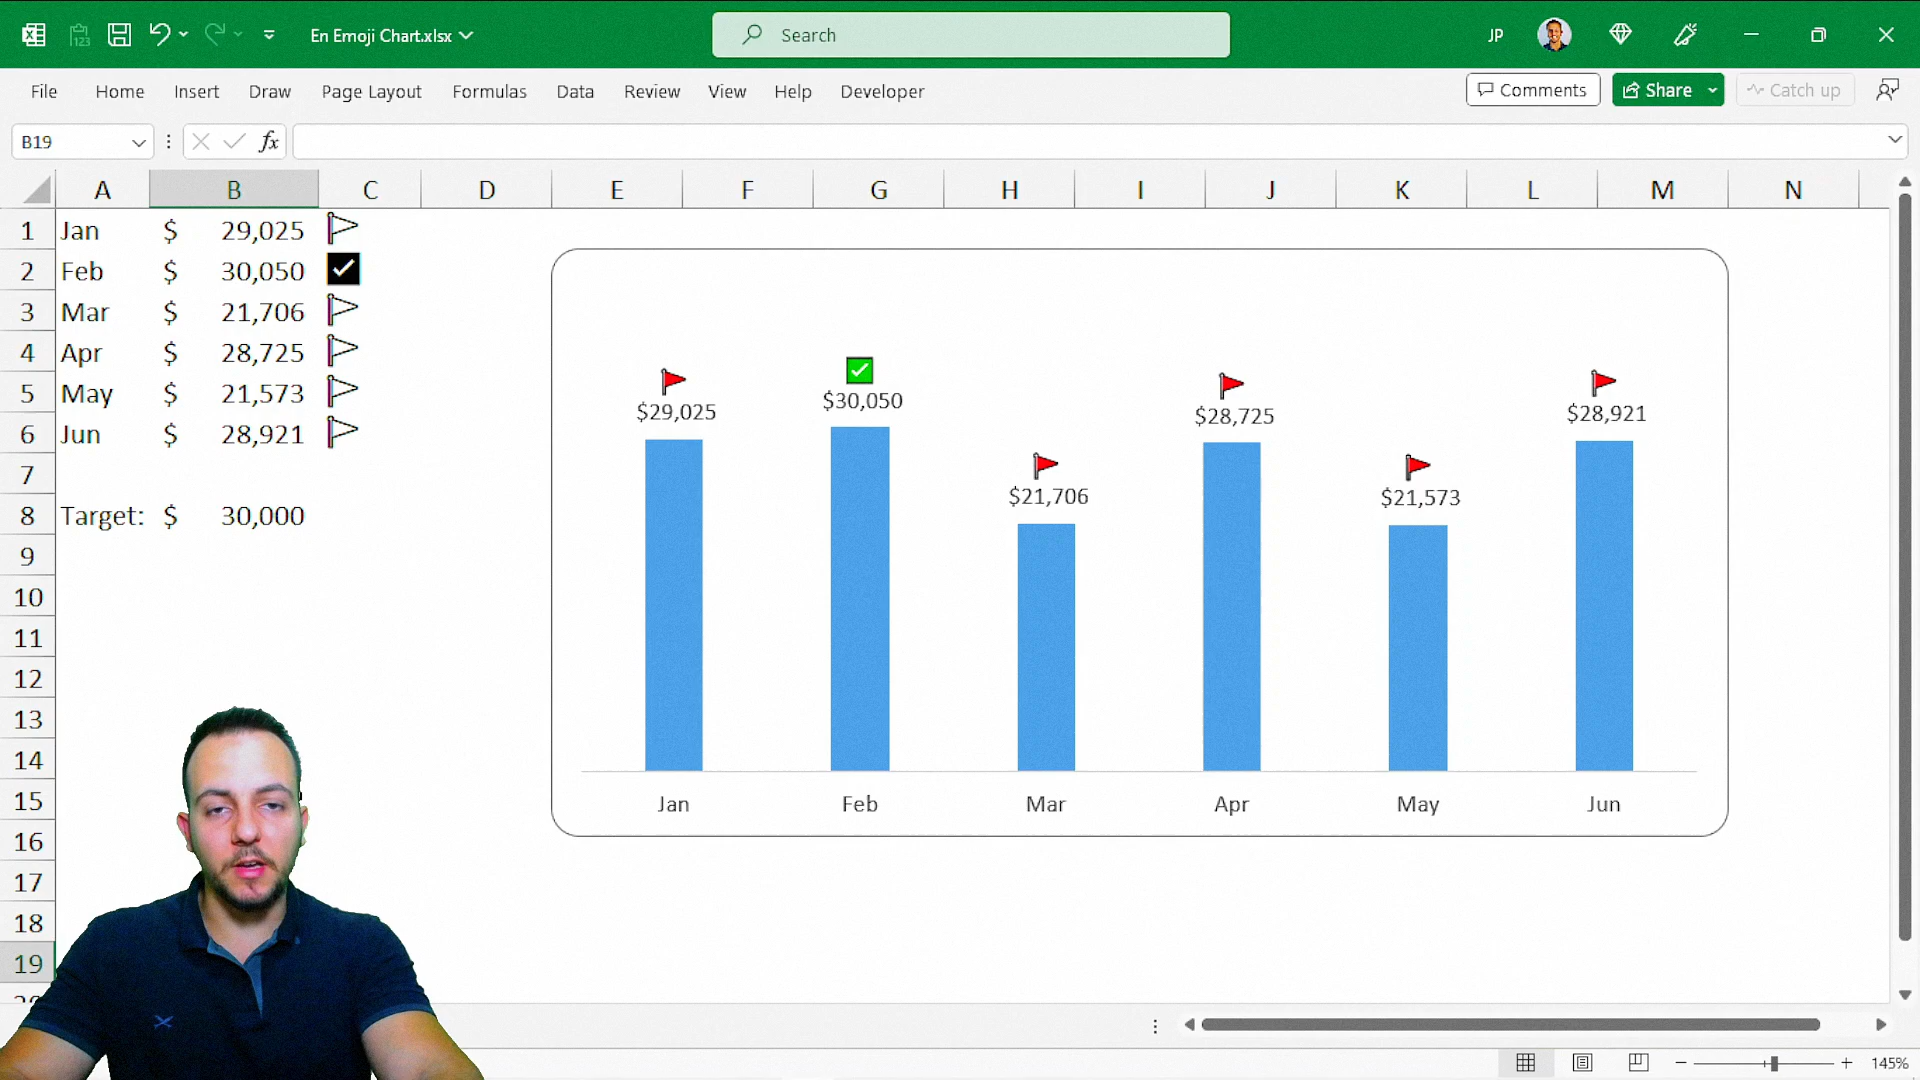 En Emoji Chart.xlsx
Search
JP
File Home Insert Draw Page Layout Formulas Data Review View Help Developer
Comments Share Catch up
B19 fx
A B C D E F G H I J K L M N
1 Jan $ 29,025
2 Feb $ 30,050
3 Mar $ 21,706
4 Apr $ 28,725
5 May $ 21,573
6 Jun $ 28,921
7
8 Target: $ 30,000
9
10
11
12
13
14
15
16
17
18
19
$29,025 $30,050 $21,706 $28,725 $21,573 $28,921
Jan Feb Mar Apr May Jun
145%